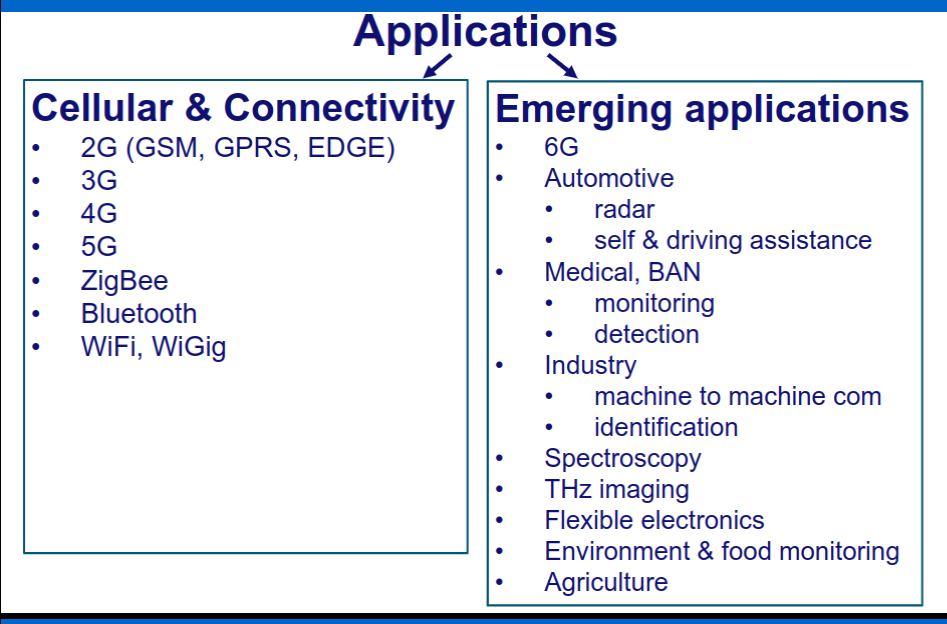 Applications
Cellular & Connectivity
• 2G (GSM, GPRS, EDGE)
• 3G
• 4G
• 5G
• ZigBee
• Bluetooth
• WiFi, WiGig
Emerging applications
• 6G
• Automotive
• radar
• self & driving assistance
• Medical, BAN
• monitoring
• detection
• Industry
• machine to machine com
• identification
• Spectroscopy
• THz imaging
• Flexible electronics
• Environment & food monitoring
• Agriculture